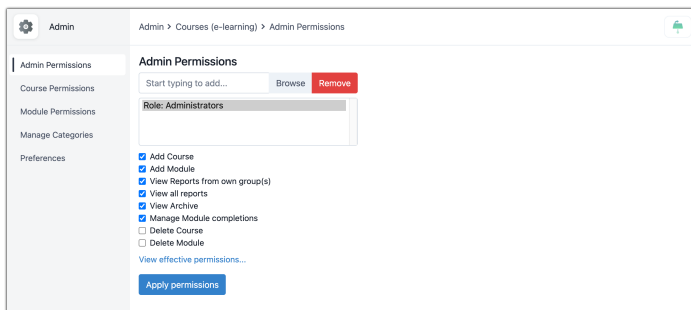 Admin
Admin > Courses (e-learning) > Admin Permissions
Admin Permissions
Course Permissions
Module Permissions
Manage Categories
Preferences
Admin Permissions
Start typing to add...
Browse
Remove
Role: Administrators
Add Course
Add Module
View Reports from own group(s)
View all reports
View Archive
Manage Module completions
Delete Course
Delete Module
View effective permissions...
Apply permissions